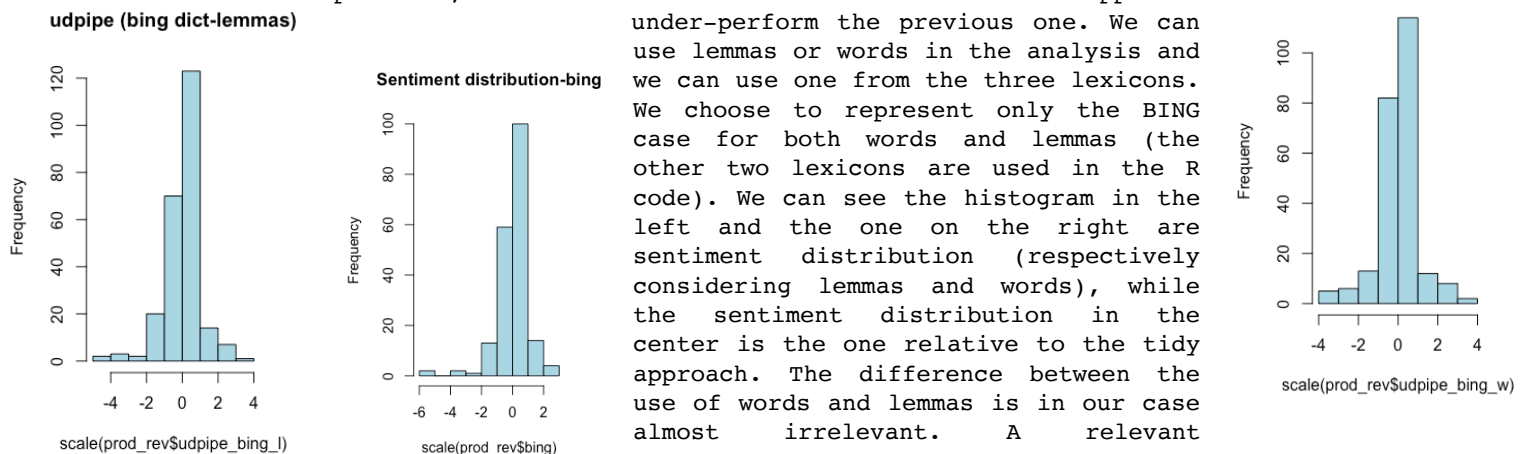 udpipe (bing dict-lemmas)
Frequency
120
100
80
60
40
20
0
-4 -2 0 2 4
scale(prod_rev$udpipe_bing_l)
Sentiment distribution-bing
Frequency
100
80
60
40
20
0
-6 -4 -2 0 2
scale(prod_rev$bing)
under-perform the previous one. We can
use lemmas or words in the analysis and
we can use one from the three lexicons.
We choose to represent only the BING
case for both words and lemmas (the
other two lexicons are used in the R
code). We can see the histogram in the
left and the one on the right are
sentiment distribution (respectively
considering lemmas and words), while
the sentiment distribution in the
center is the one relative to the tidy
approach. The difference between the
use of words and lemmas is in our case
almost irrelevant. A relevant
Frequency
100
80
60
40
20
0
-4 -2 0 2 4
scale(prod_rev$udpipe_bing_w)